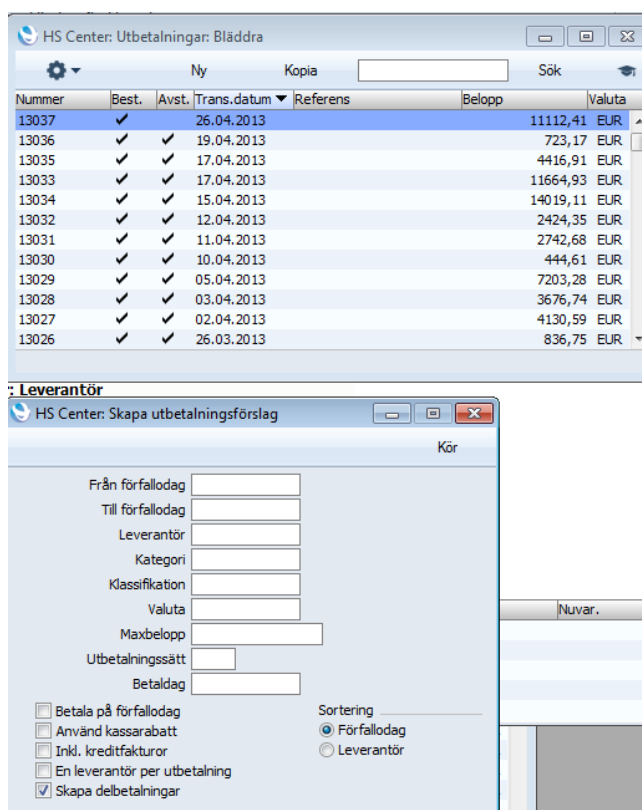 HS Center: Utbetalningar: Bläddra
Ny Kopia Sök
Nummer Best. Avst. Trans.datum Referens Belopp Valuta
13037 26.04.2013 11112,41 EUR
13036 19.04.2013 723,17 EUR
13035 17.04.2013 4416,91 EUR
13033 17.04.2013 11664,93 EUR
13034 15.04.2013 14019,11 EUR
13032 12.04.2013 2424,35 EUR
13031 11.04.2013 2742,68 EUR
13030 10.04.2013 444,61 EUR
13029 05.04.2013 7203,28 EUR
13028 03.04.2013 3676,74 EUR
13027 02.04.2013 4130,59 EUR
13026 26.03.2013 836,75 EUR
: Leverantör
HS Center: Skapa utbetalningsförslag
Kör
Från förfallodag
Till förfallodag
Leverantör
Kategori
Klassifikation
Valuta
Nuvar.
Maxbelopp
Utbetalningssätt
Betaldag
Betala på förfallodag
Sortering
Använd kassarabatt
Förfallodag
Inkl. kreditfakturor
Leverantör
En leverantör per utbetalning
Skapa delbetalningar